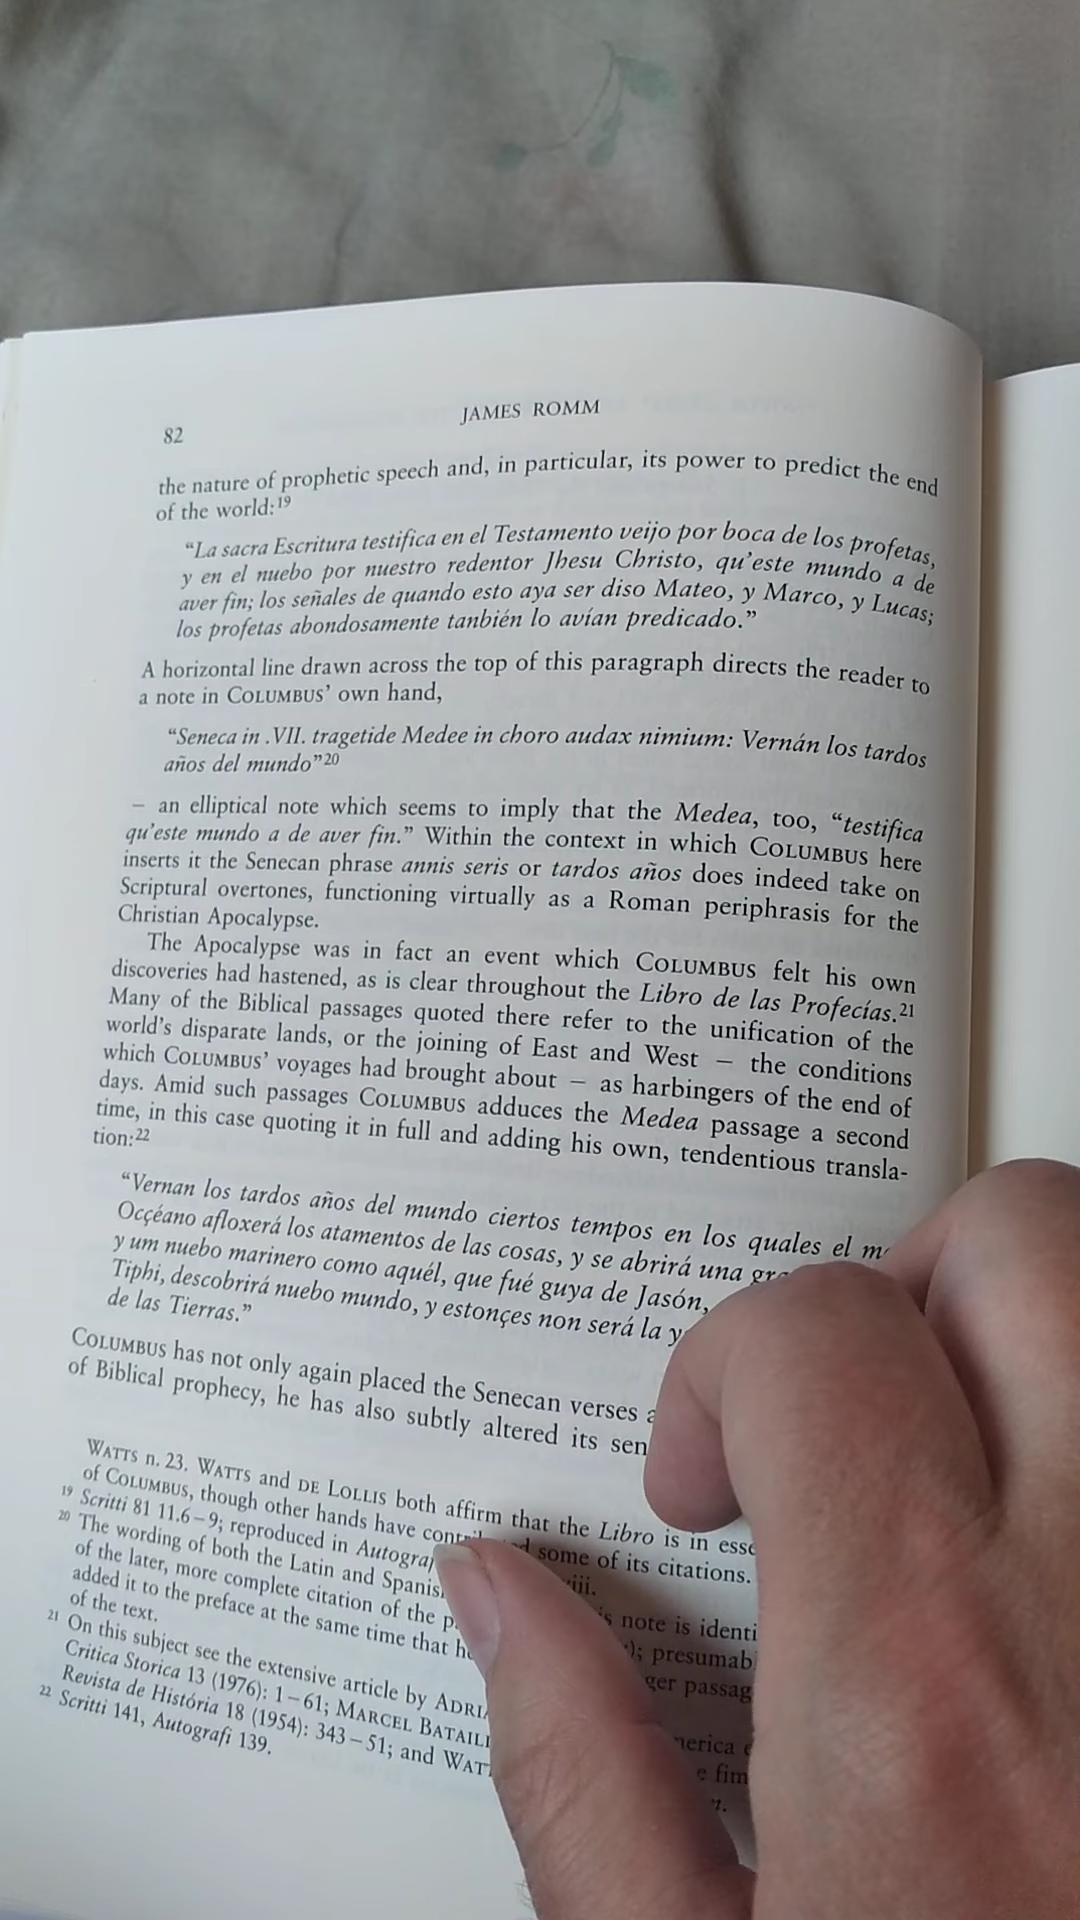 82
JAMES ROMM
the nature of prophetic speech and, in particular, its power to predict the end
of the world:19
“La sacra Escritura testifica en el Testamento veijo por boca de los profetas,
y en el nuebo por nuestro redentor Jhesu Christo, qu'este mundo a de
aver fin; los señales de quando esto aya ser diso Mateo, y Marco, y Lucas;
los profetas abondosamente tanbién lo avían predicado.”
A horizontal line drawn across the top of this paragraph directs the reader to
a note in COLUMBUS' own hand,
“Seneca in .VII. tragetide Medee in choro audax nimium: Vernán los tardos
años del mundo”20
– an elliptical note which seems to imply that the Medea, too, “testifica
qu'este mundo a de aver fin.” Within the context in which COLUMBUS here
inserts it the Senecan phrase annis seris or tardos años does indeed take on
Scriptural overtones, functioning virtually as a Roman periphrasis for the
Christian Apocalypse.
The Apocalypse was in fact an event which COLUMBUS felt his own
discoveries had hastened, as is clear throughout the Libro de las Profecías.21
Many of the Biblical passages quoted there refer to the unification of the
world's disparate lands, or the joining of East and West – the conditions
which COLUMBUS' voyages had brought about – as harbingers of the end of
days. Amid such passages COLUMBUS adduces the Medea passage a second
time, in this case quoting it in full and adding his own, tendentious transla-
tion:22
“Vernan los tardos años del mundo ciertos tempos en los quales el
Occéano afloxerá los atamentos de las cosas, y se abrirá una
y um nuebo marinero como aquél, que fué guya de Jasón,
Tiphi, descobrirá nuebo mundo, y estonçes non será la
de las Tierras.”
COLUMBUS has not only again placed the Senecan verses
of Biblical prophecy, he has also subtly altered its
WATTS n. 23. WATTS and DE LOLLIS both affirm that the Libro is in
of COLUMBUS, though other hands have some of its citations.
19 Scritti 81 11.6–9; reproduced in
20 The wording of both the Latin and note is
of the later, more complete citation of the
added it to the preface at the same time that passag
of the text.
21 On this subject see the extensive article by
Critica Storica 13 (1976): 1–61; MARCEL
Revista de História 18 (1954): 343–51; and
22 Scritti 141, Autografi 139.